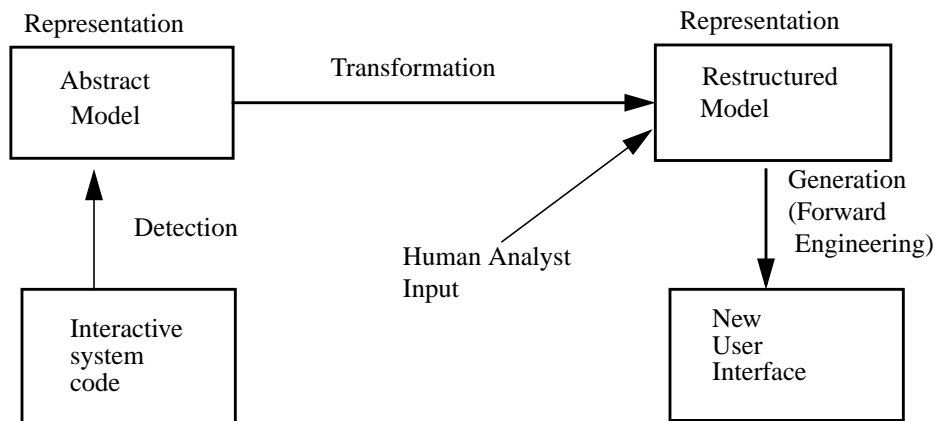 Representation
Abstract
Model
Transformation
Representation
Restructured
Model
Detection
Human Analyst
Input
Generation
(Forward
Engineering)
Interactive
system
code
New
User
Interface